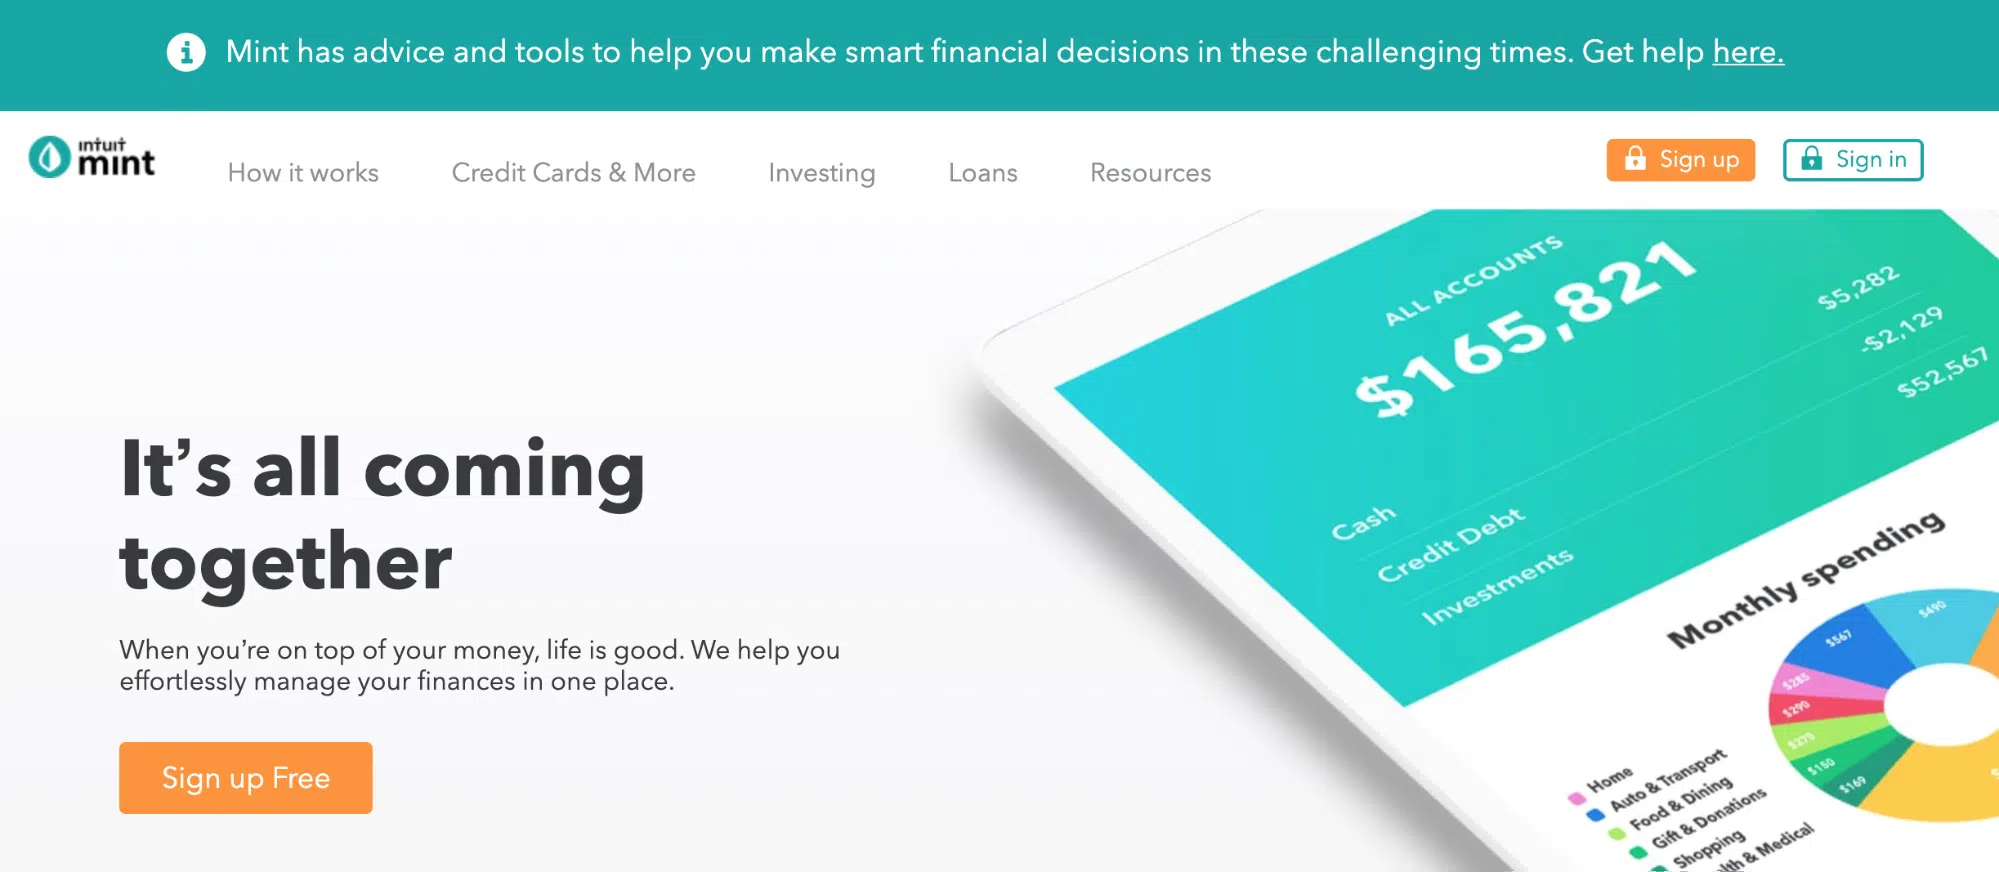 Mint has advice and tools to help you make smart financial decisions in these challenging times. Get help here.
intuit
mint
How it works
Credit Cards & More
Investing
Loans
Resources
Sign up
Sign in
It's all coming
together
When you're on top of your money, life is good. We help you
effortlessly manage your finances in one place.
Sign up Free
ALL ACCOUNTS
$165,821
Cash $5,282
Credit Debt -$2,129
Investments $52,567
Monthly spending
$490
$567
$285
$290
$275
$150
$169
Home
Auto & Transport
Food & Dining
Gift & Donations
Shopping
& Medical